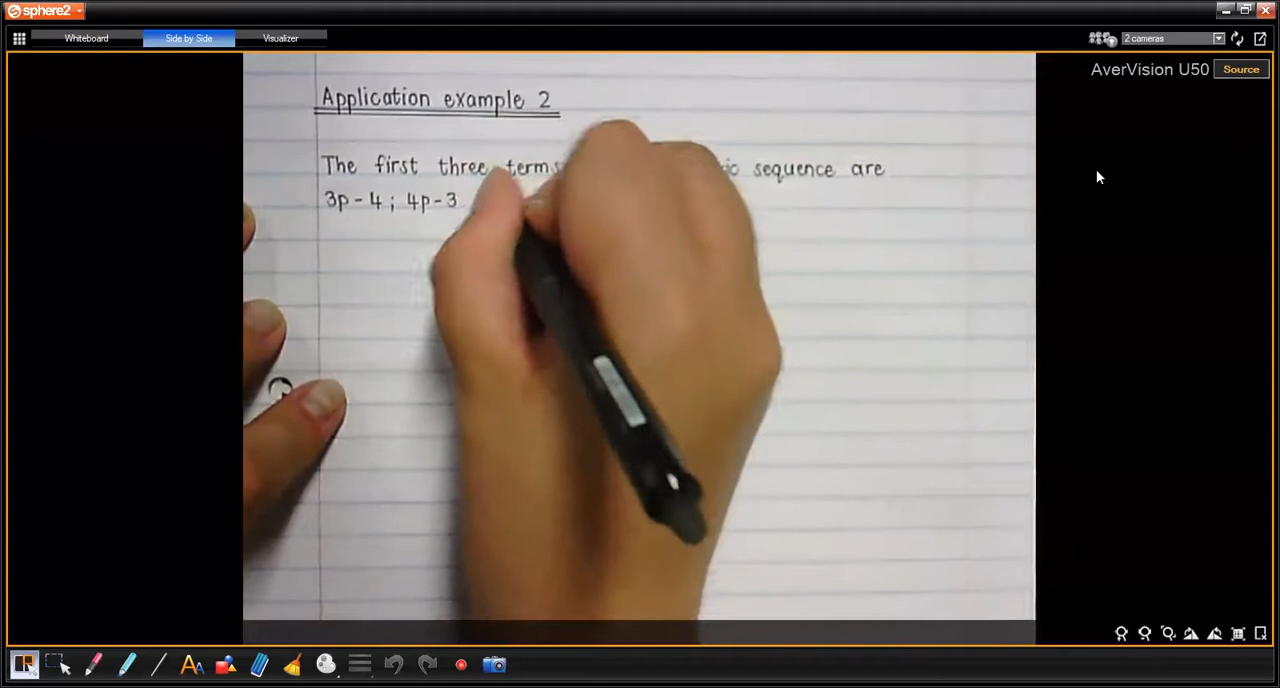 sphere2
Whiteboard Side by Side Visualizer 2 cameras
AverVision U50 Source
Application example 2
The first three terms sequence are
3p - 4 ; 4p - 3